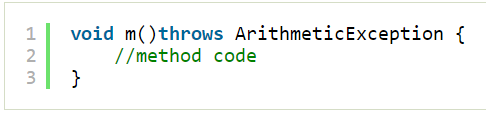 1 void m()throws ArithmeticException {
2     //method code
3 }